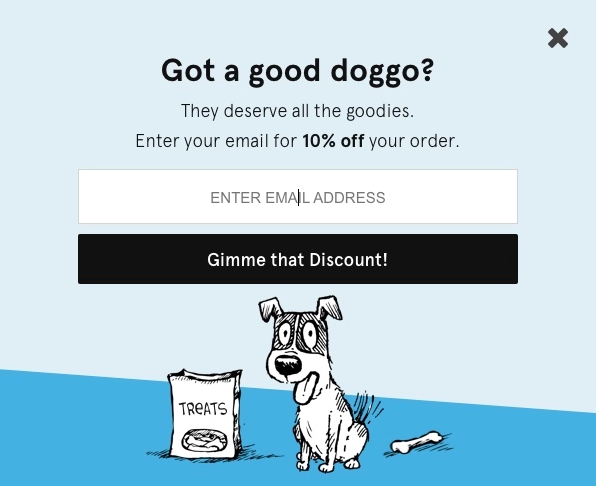 Got a good doggo?
They deserve all the goodies.
Enter your email for 10% off your order.
ENTER EMAIL ADDRESS
Gimme that Discount!
TREATS